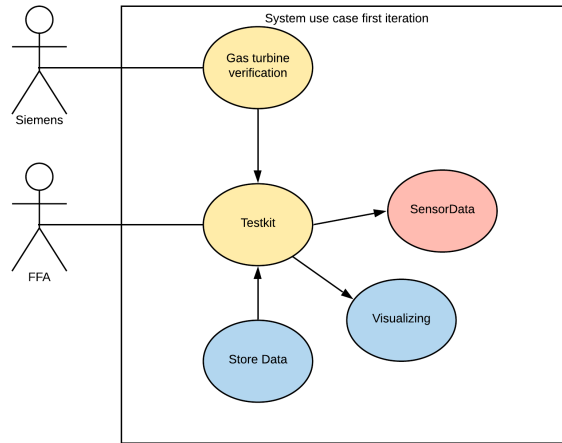 System use case first iteration
Gas turbine
verification
Siemens
Testkit
SensorData
FFA
Visualizing
Store Data